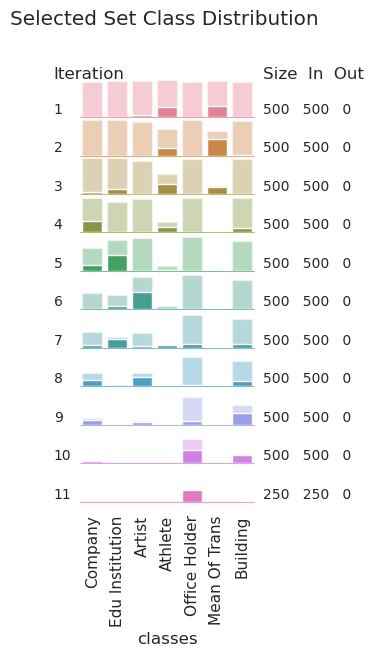 Selected Set Class Distribution
Iteration Size In Out
1 500 500 0
2 500 500 0
3 500 500 0
4 500 500 0
5 500 500 0
6 500 500 0
7 500 500 0
8 500 500 0
9 500 500 0
10 500 500 0
11 250 250 0
Company
Edu Institution
Artist
Athlete
Office Holder
Mean Of Trans
Building
classes